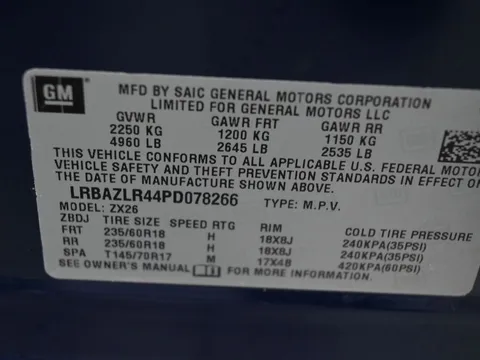 GM
MFD BY SAIC GENERAL MOTORS CORPORATION
LIMITED FOR GENERAL MOTORS LLC
GVWR GAWR FRT GAWR RR
2250 KG 1200 KG 1150 KG
4960 LB 2645 LB 2535 LB
THIS VEHICLE CONFORMS TO ALL APPLICABLE U.S. FEDERAL MOTOR
VEHICLE SAFETY AND THEFT PREVENTION STANDARDS IN EFFECT ON
THE DATE OF MANUFACTURE SHOWN ABOVE.
LRBAZLR44PD078266 TYPE: M.P.V.
MODEL: ZX26
ZBDJ TIRE SIZE SPEED RTG RIM COLD TIRE PRESSURE
FRT 235/60R18 H 18X8J 240KPA(35PSI)
RR 235/60R18 H 18X8J 240KPA(35PSI)
SPA T145/70R17 M 17X4B 420KPA(60PSI)
SEE OWNER'S MANUAL FOR MORE INFORMATION.